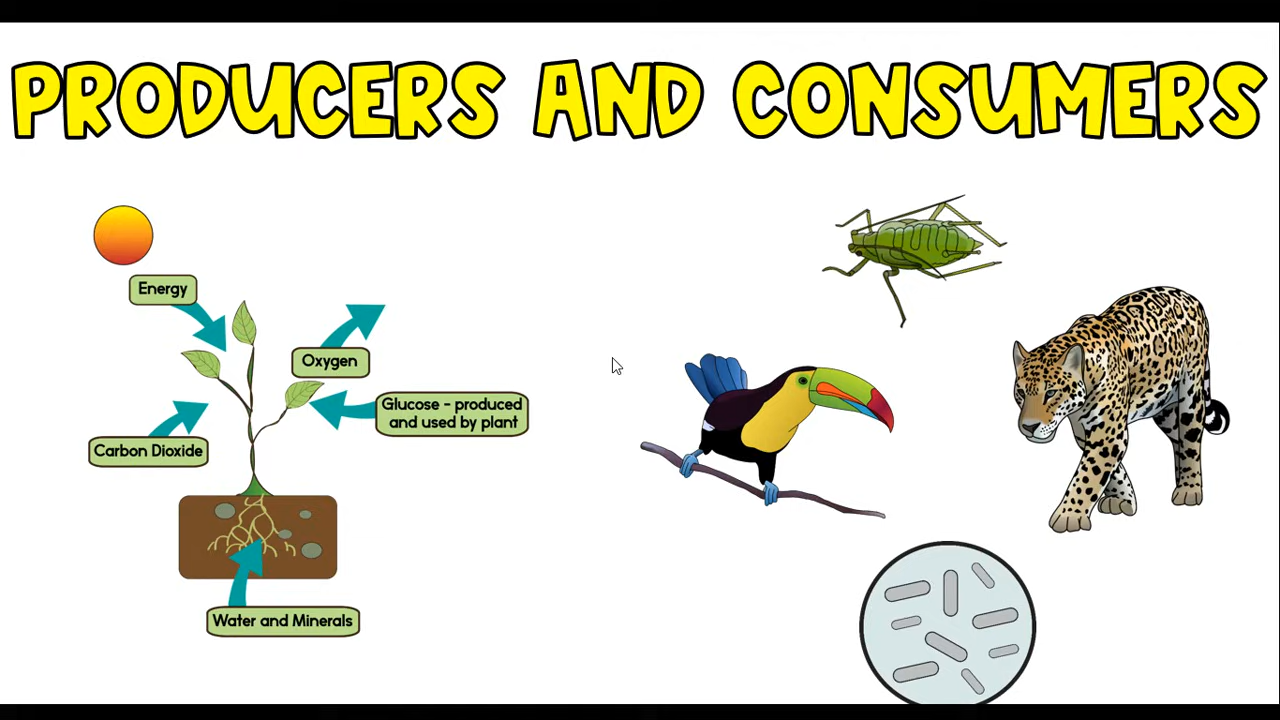 PRODUCERS AND CONSUMERS
Energy
Oxygen
Glucose - produced
and used by plant
Carbon Dioxide
Water and Minerals